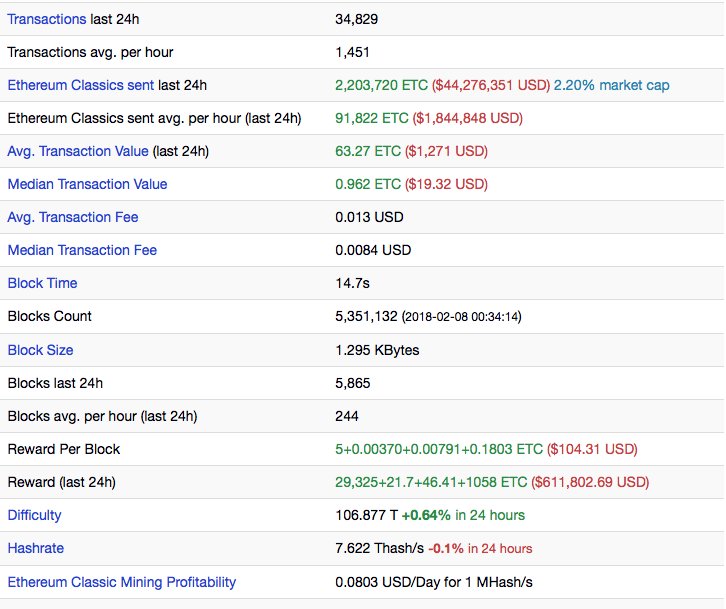 Transactions last 24h 34,829
Transactions avg. per hour 1,451
Ethereum Classics sent last 24h 2,203,720 ETC ($44,276,351 USD) 2.20% market cap
Ethereum Classics sent avg. per hour (last 24h) 91,822 ETC ($1,844,848 USD)
Avg. Transaction Value (last 24h) 63.27 ETC ($1,271 USD)
Median Transaction Value 0.962 ETC ($19.32 USD)
Avg. Transaction Fee 0.013 USD
Median Transaction Fee 0.0084 USD
Block Time 14.7s
Blocks Count 5,351,132 (2018-02-08 00:34:14)
Block Size 1.295 KBytes
Blocks last 24h 5,865
Blocks avg. per hour (last 24h) 244
Reward Per Block 5+0.00370+0.00791+0.1803 ETC ($104.31 USD)
Reward (last 24h) 29,325+21.7+46.41+1058 ETC ($611,802.69 USD)
Difficulty 106.877 T +0.64% in 24 hours
Hashrate 7.622 Thash/s -0.1% in 24 hours
Ethereum Classic Mining Profitability 0.0803 USD/Day for 1 MHash/s